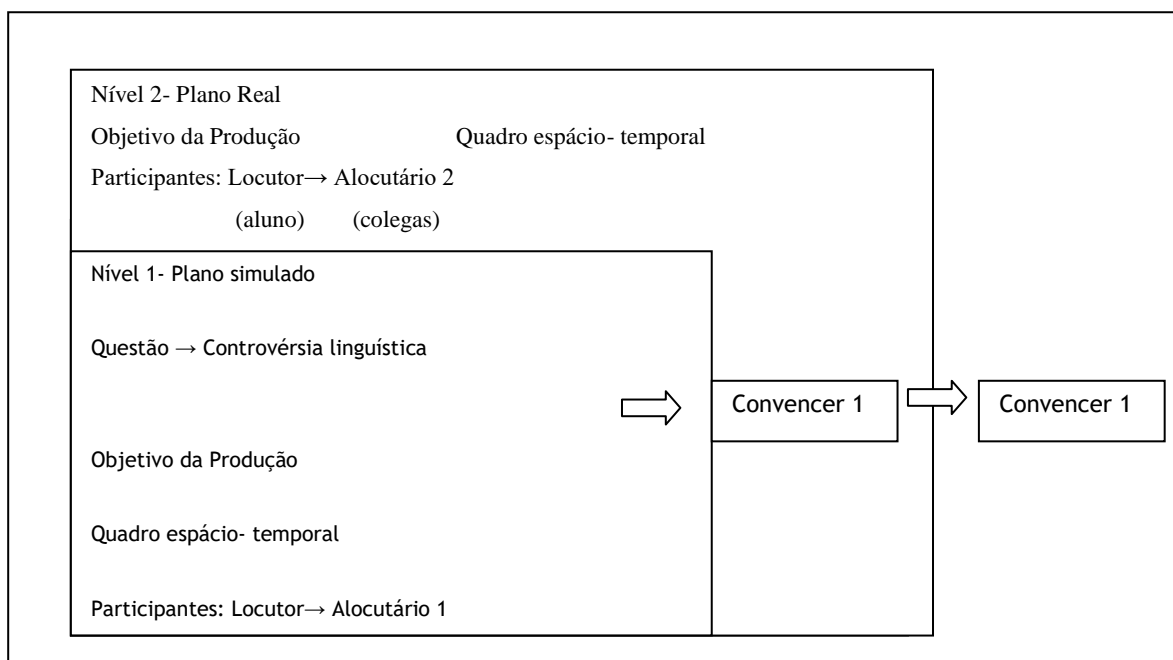 Nível 2- Plano Real
Objetivo da Produção Quadro espácio- temporal
Participantes: Locutor→ Alocutário 2
(aluno) (colegas)
Nível 1- Plano simulado
Questão → Controvérsia linguística
Convencer 1
Convencer 1
Objetivo da Produção
Quadro espácio- temporal
Participantes: Locutor→ Alocutário 1